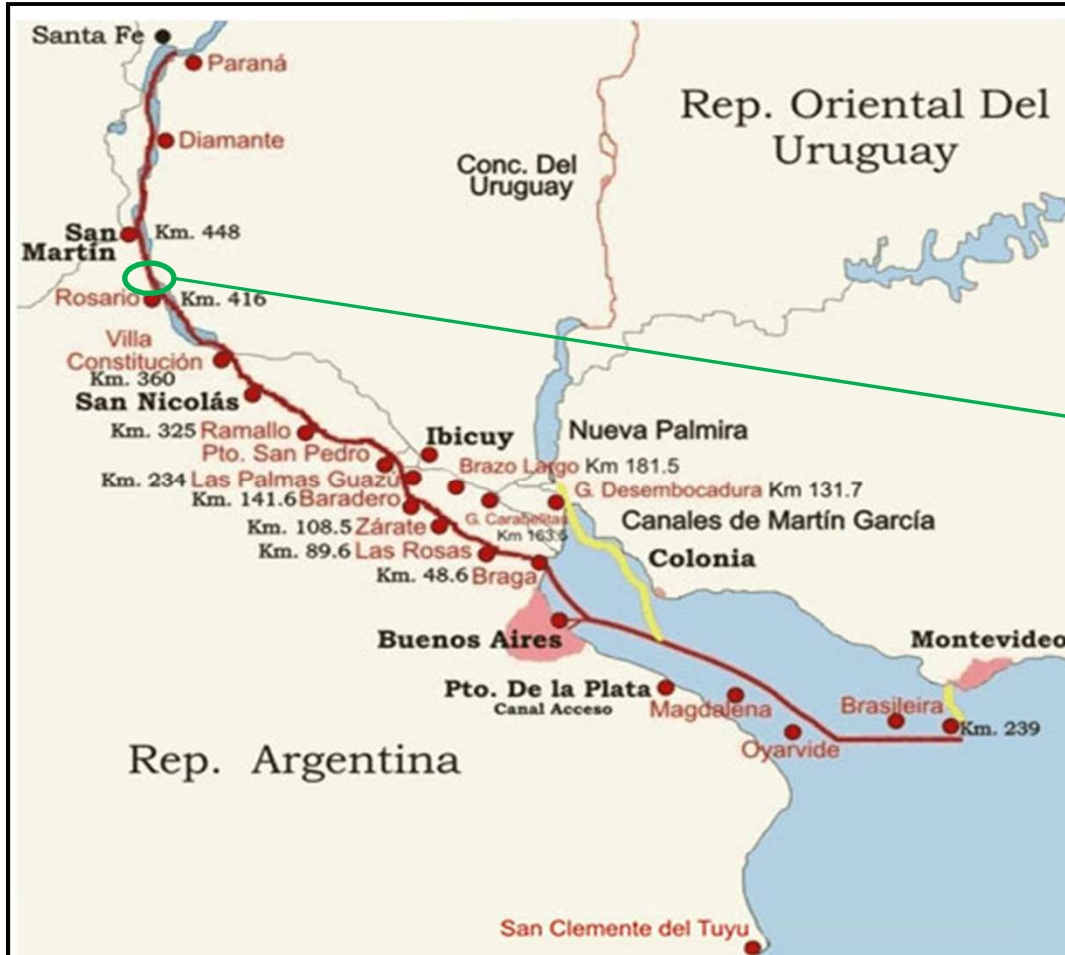 Santa Fe
Paraná
Diamante
Rep. Oriental Del
Uruguay
Conc. Del
Uruguay
San
Martín
Km. 448
Rosario
Km. 416
Villa
Constitución
Km. 360
San Nicolás
Km. 325 Ramallo
Pto. San Pedro
Ibicuy
Nueva Palmira
Km. 234 Las Palmas Guazú
Brazo Largo Km 181.5
Km. 141.6 Baradero
G. Desembocadura Km 131.7
G. Carabelitas
Km 163.5
Canales de Martín García
Km. 108.5 Zárate
Km. 89.6 Las Rosas
Colonia
Km. 48.6 Braga
Buenos Aires
Montevideo
Pto. De la Plata
Canal Acceso
Magdalena
Brasileira
Km. 239
Oyarvide
Rep. Argentina
San Clemente del Tuyu